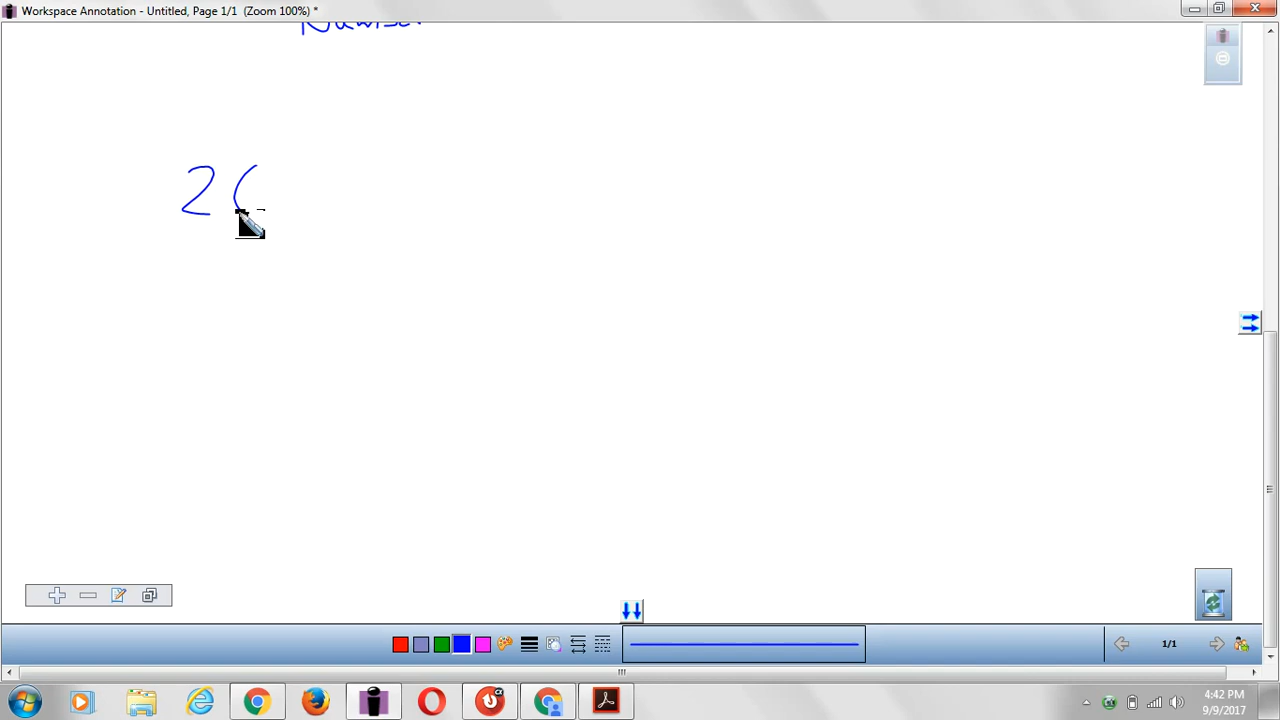 Workspace Annotation - Untitled, Page 1/1 (Zoom 100%) *
2 (
1/1
4:42 PM
9/9/2017